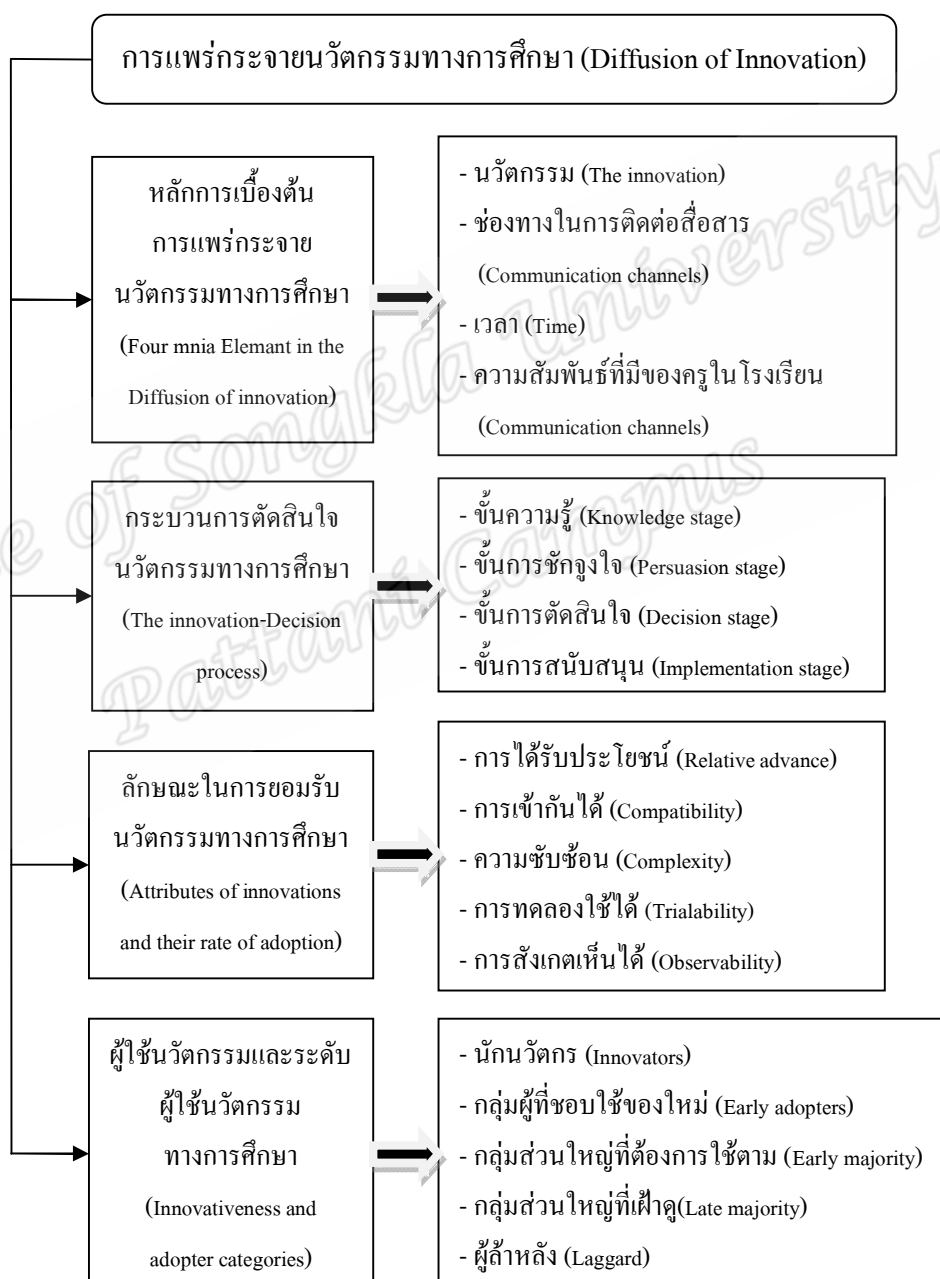 การแพร่กระจายนวัตกรรมทางการศึกษา (Diffusion of Innovation)
หลักการเบื้องต้น
การแพร่กระจาย
นวัตกรรมทางการศึกษา
(Four mnia Elemant in the
Diffusion of innovation)
- นวัตกรรม (The innovation)
- ช่องทางในการติดต่อสื่อสาร
(Communication channels)
- เวลา (Time)
- ความสัมพันธ์ที่มีของครูในโรงเรียน
(Communication channels)
กระบวนการตัดสินใจ
นวัตกรรมทางการศึกษา
(The innovation-Decision
process)
- ขั้นความรู้ (Knowledge stage)
- ขั้นการชักจูงใจ (Persuasion stage)
- ขั้นการตัดสินใจ (Decision stage)
- ขั้นการสนับสนุน (Implementation stage)
ลักษณะในการยอมรับ
นวัตกรรมทางการศึกษา
(Attributes of innovations
and their rate of adoption)
- การได้รับประโยชน์ (Relative advance)
- การเข้ากันได้ (Compatibility)
- ความซับซ้อน (Complexity)
- การทดลองใช้ได้ (Trialability)
- การสังเกตเห็นได้ (Observability)
ผู้ใช้นวัตกรรมและระดับ
ผู้ใช้นวัตกรรม
ทางการศึกษา
(Innovativeness and
adopter categories)
- นักนวัตกร (Innovators)
- กลุ่มผู้ที่ชอบใช้ของใหม่ (Early adopters)
- กลุ่มส่วนใหญ่ที่ต้องการใช้ตาม (Early majority)
- กลุ่มส่วนใหญ่ที่เฝ้าดู(Late majority)
- ผู้ล้าหลัง (Laggard)
e of Songkla University
Pattani Campus